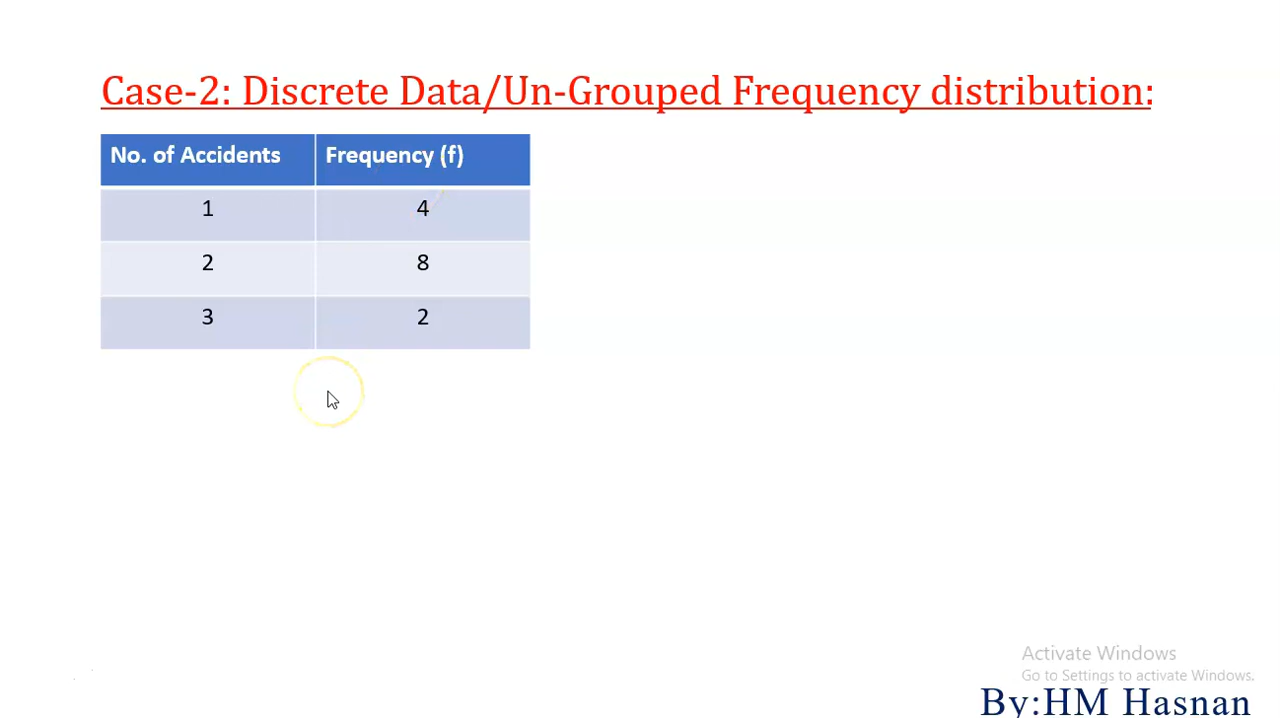 Case-2: Discrete Data/Un-Grouped Frequency distribution:
No. of Accidents Frequency (f)
1 4
2 8
3 2
Activate Windows
Go to Settings to activate Windows.
By:HM Hasnan